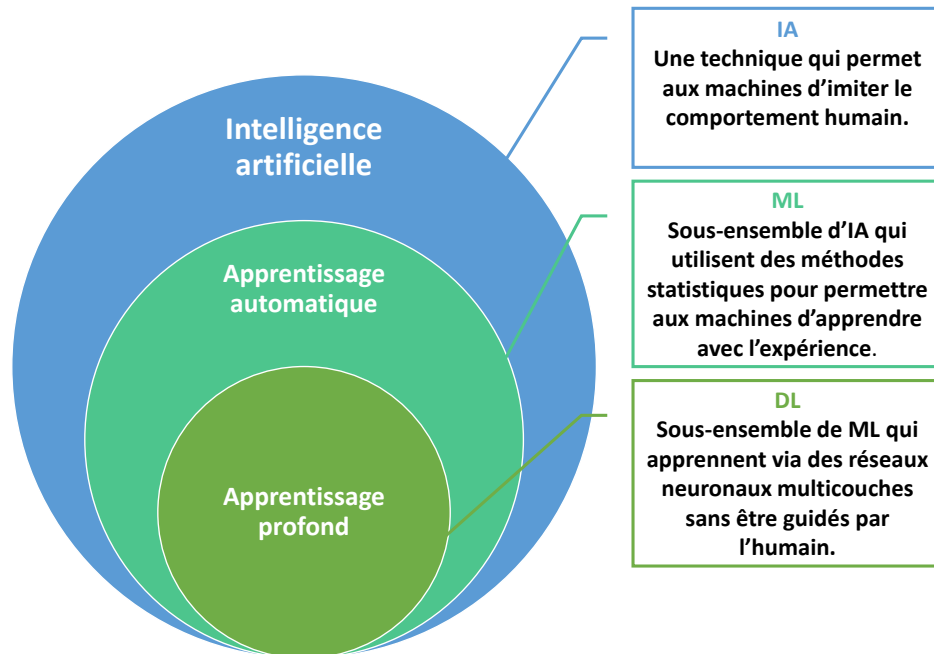 Intelligence
artificielle
Apprentissage
automatique
Apprentissage
profond
IA
Une technique qui permet
aux machines d’imiter le
comportement humain.
ML
Sous-ensemble d’IA qui
utilisent des méthodes
statistiques pour permettre
aux machines d’apprendre
avec l’expérience.
DL
Sous-ensemble de ML qui
apprennent via des réseaux
neuronaux multicouches
sans être guidés par
l’humain.